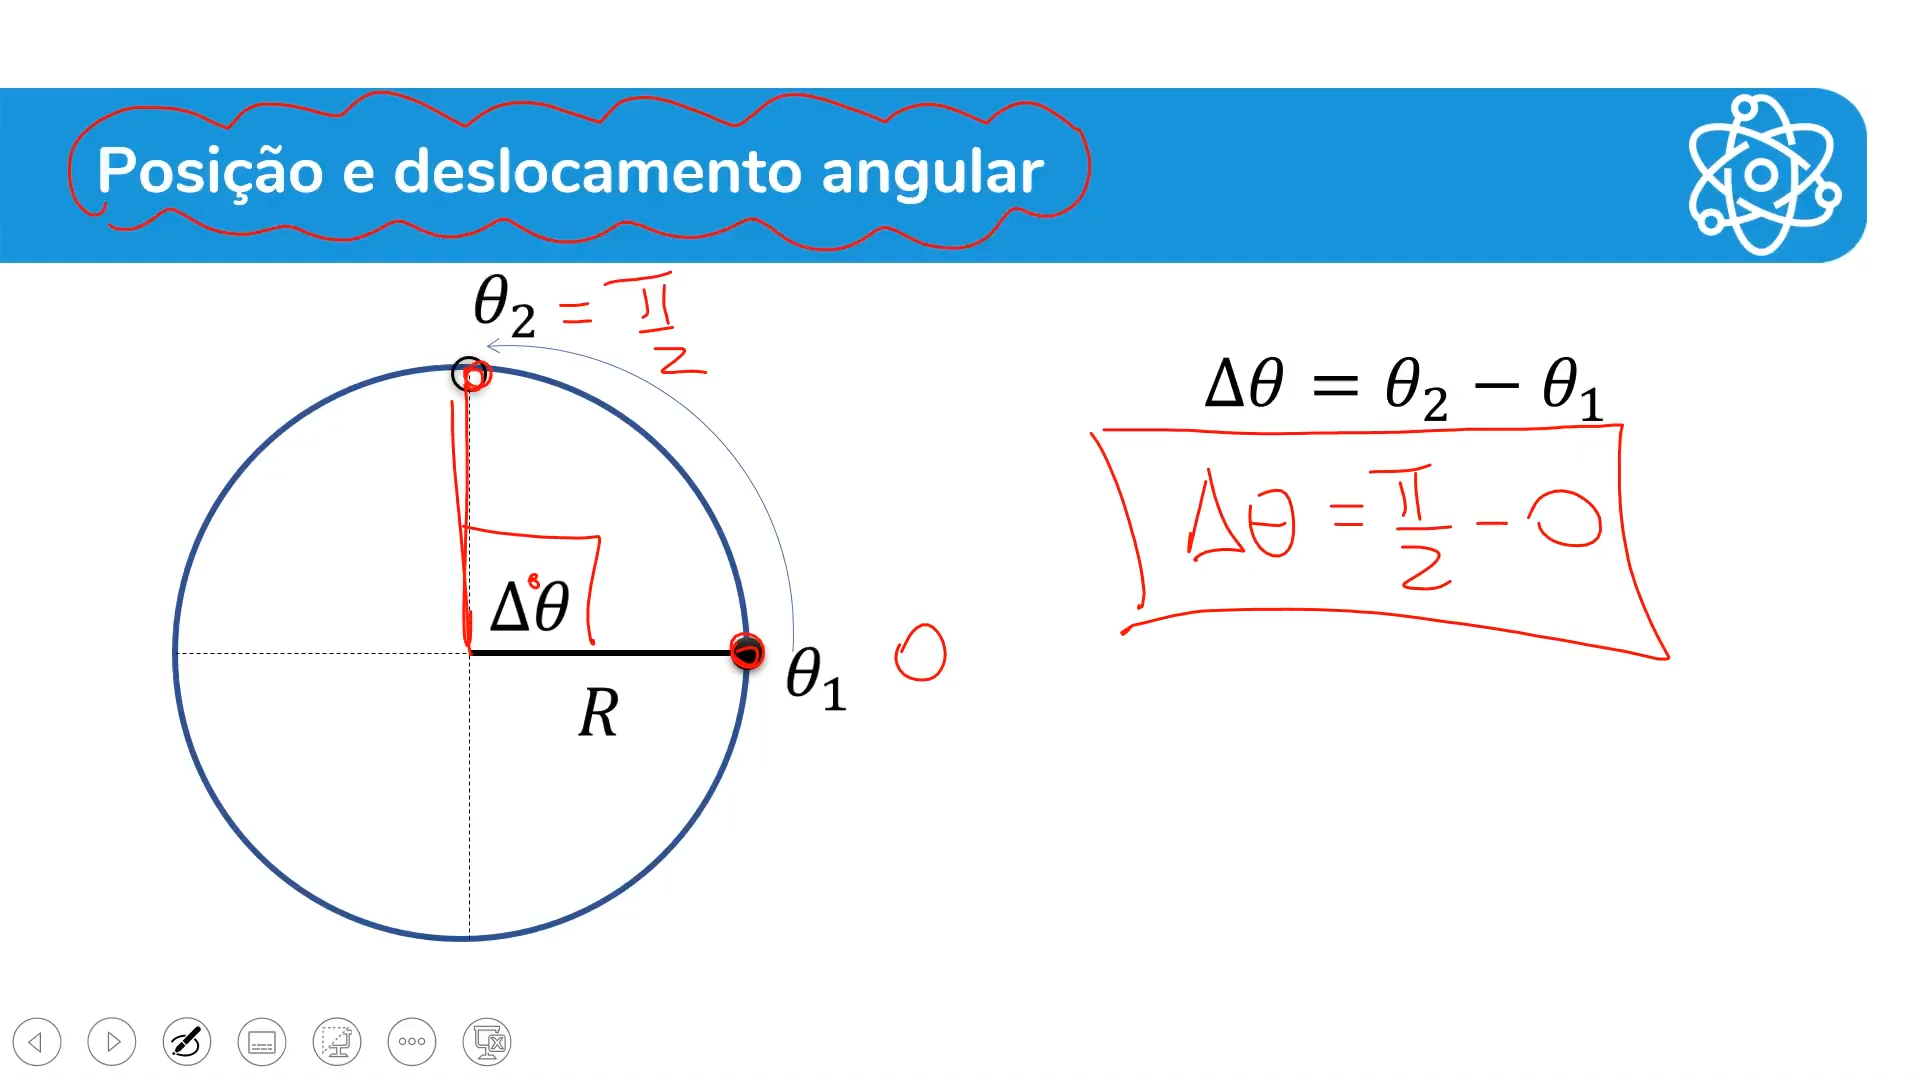 Posição e deslocamento angular
θ₂ = π/2
Δθ = θ₂ − θ₁
Δθ = π/2 − 0
Δθ
θ₁ 0
R